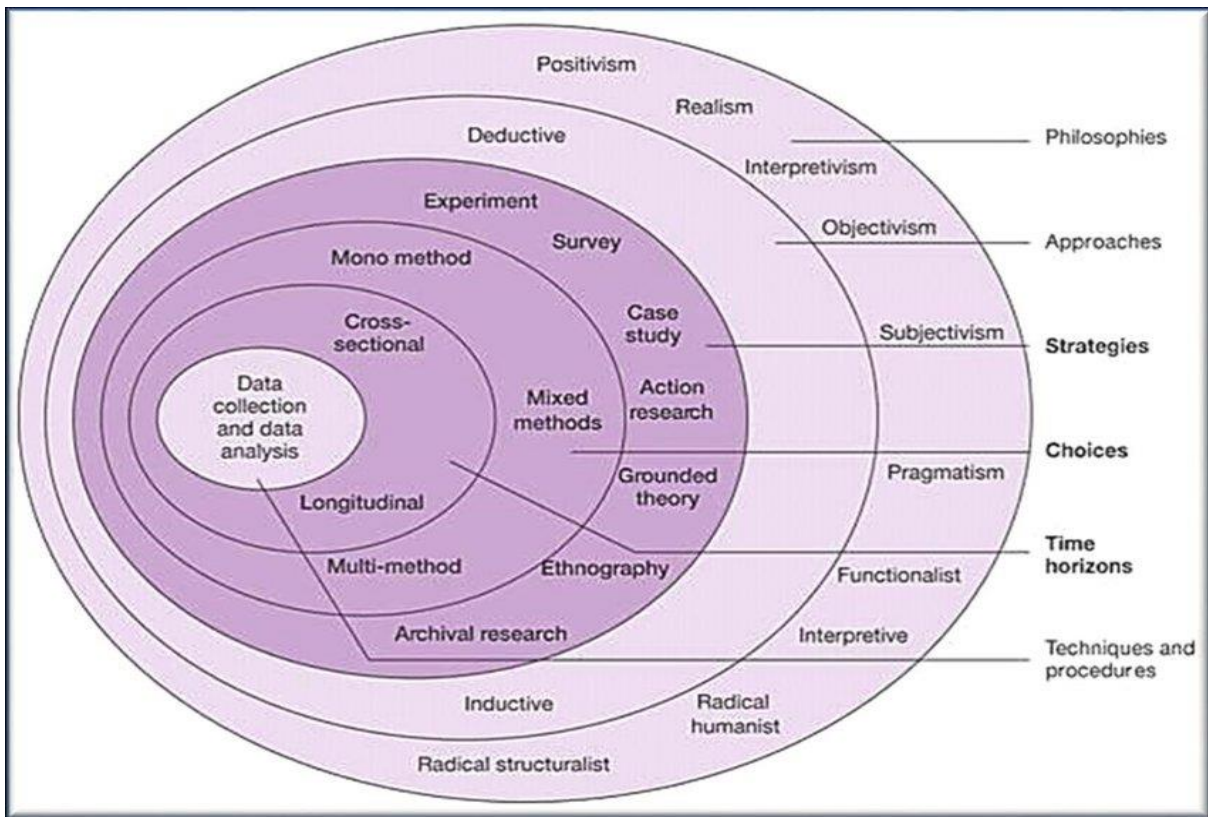 Positivism
Realism
Philosophies
Deductive
Interpretivism
Experiment
Objectivism
Approaches
Survey
Mono method
Case
study
Cross-
sectional
Subjectivism
Strategies
Data
collection
and data
analysis
Mixed
methods
Action
research
Choices
Grounded
theory
Pragmatism
Longitudinal
Time
horizons
Multi-method
Ethnography
Functionalist
Archival research
Interpretive
Techniques and
procedures
Inductive
Radical
humanist
Radical structuralist